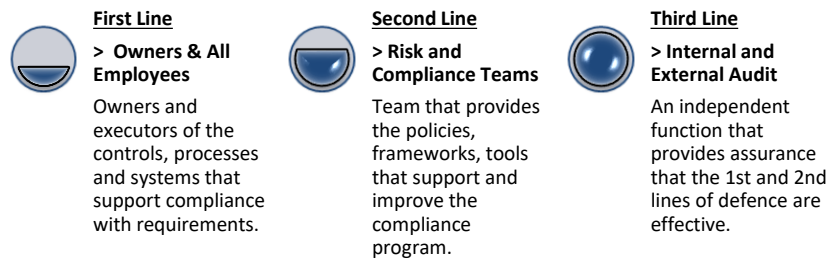 First Line
> Owners & All
Employees
Owners and
executors of the
controls, processes
and systems that
support compliance
with requirements.
Second Line
> Risk and
Compliance Teams
Team that provides
the policies,
frameworks, tools
that support and
improve the
compliance
program.
Third Line
> Internal and
External Audit
An independent
function that
provides assurance
that the 1st and 2nd
lines of defence are
effective.